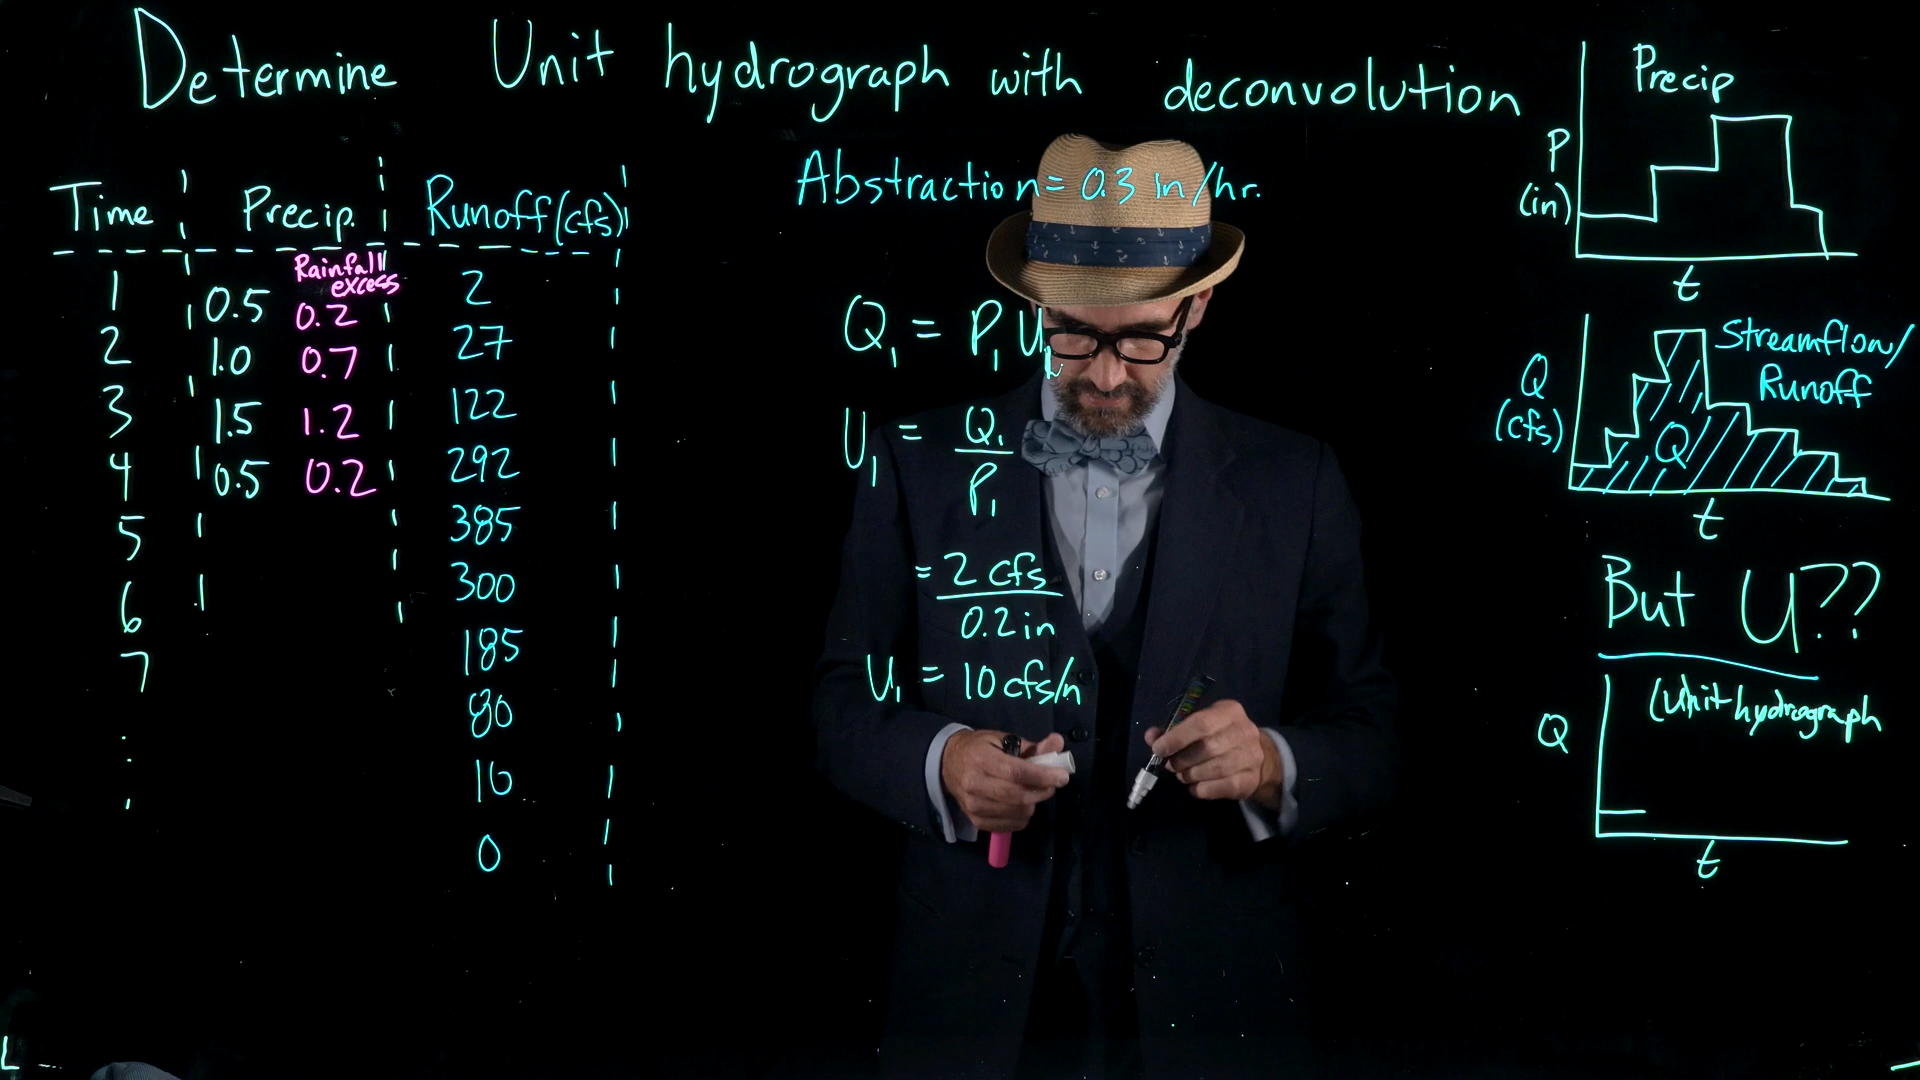 Determine Unit hydrograph with deconvolution
Abstraction = 0.3 in/hr.
Time Precip. Runoff (cfs)
Rainfall
excess
1 0.5 0.2 2
2 1.0 0.7 27
3 1.5 1.2 122
4 0.5 0.2 292
5 385
6 300
7 185
80
10
0
Q1 = P1 U1
U1 = Q1
P1
= 2 cfs
0.2 in
U1 = 10 cfs/in
Precip
P
(in)
t
Streamflow/
Runoff
Q
(cfs)
Q
t
But U??
Unit hydrograph
Q
t